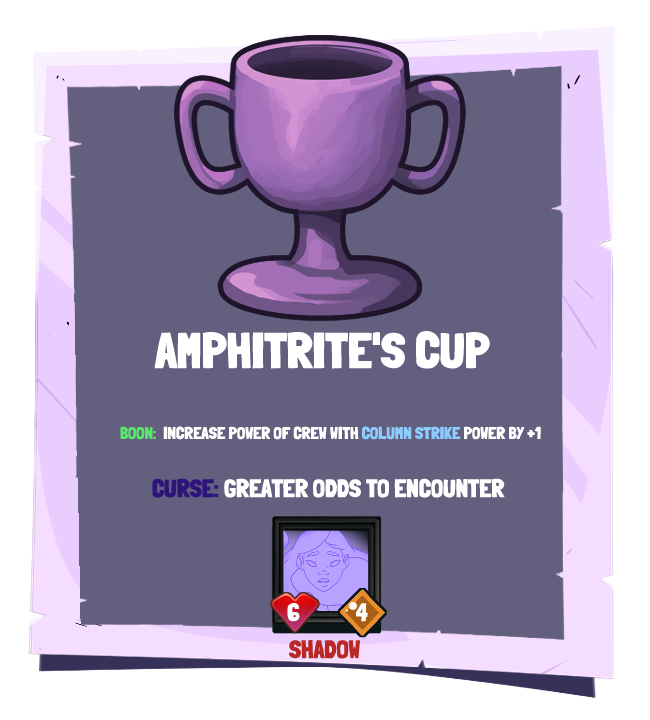 AMPHITRITE'S CUP
BOON: INCREASE POWER OF CREW WITH COLUMN STRIKE POWER BY +1
CURSE: GREATER ODDS TO ENCOUNTER
6 4
SHADOW